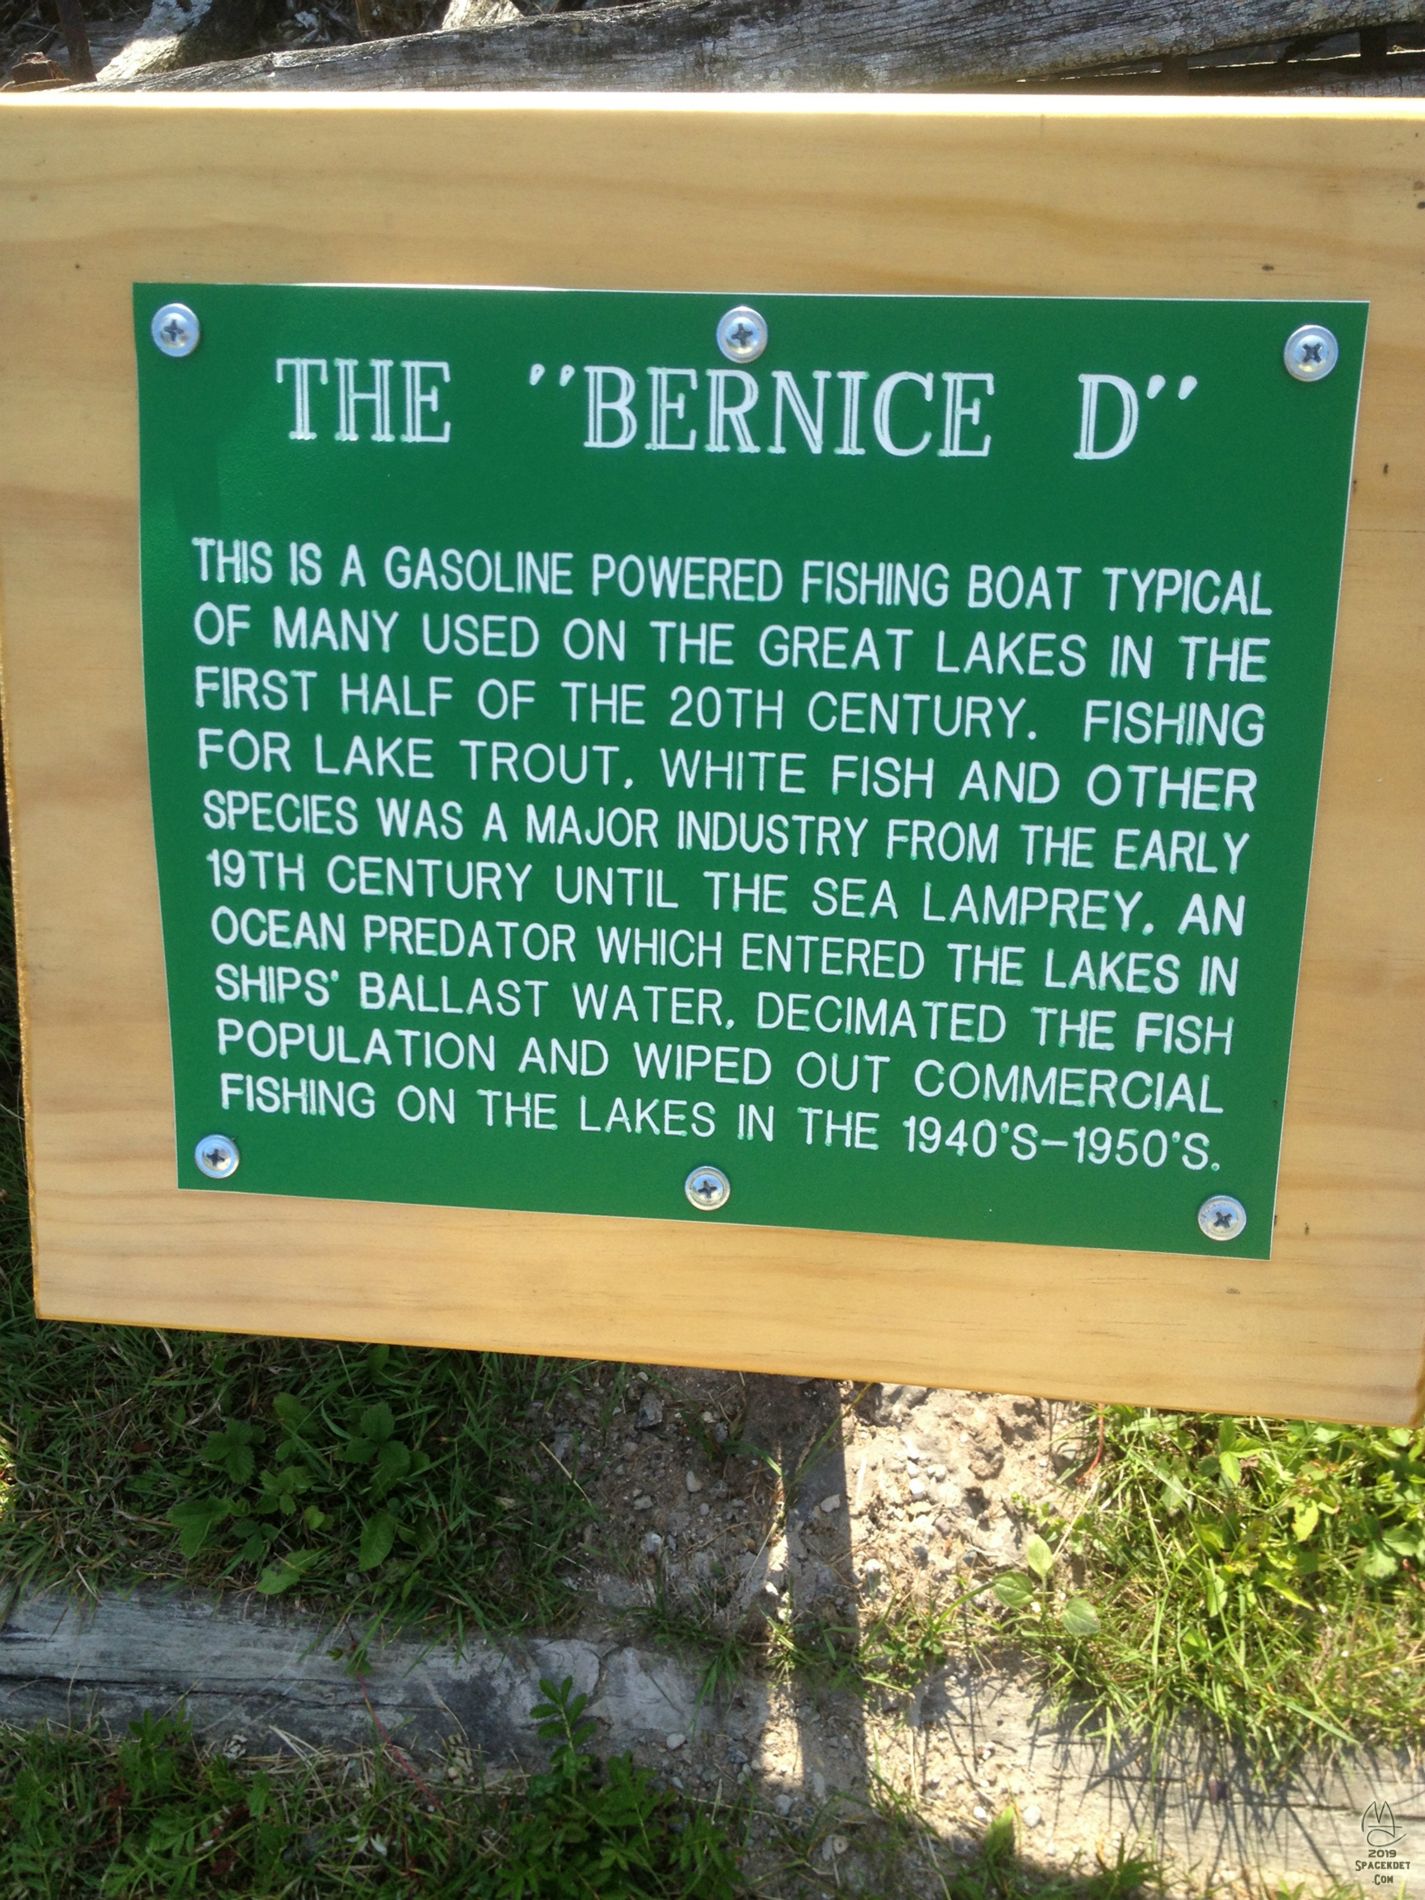 THE "BERNICE D"
THIS IS A GASOLINE POWERED FISHING BOAT TYPICAL
OF MANY USED ON THE GREAT LAKES IN THE
FIRST HALF OF THE 20TH CENTURY. FISHING
FOR LAKE TROUT, WHITE FISH AND OTHER
SPECIES WAS A MAJOR INDUSTRY FROM THE EARLY
19TH CENTURY UNTIL THE SEA LAMPREY, AN
OCEAN PREDATOR WHICH ENTERED THE LAKES IN
SHIPS' BALLAST WATER, DECIMATED THE FISH
POPULATION AND WIPED OUT COMMERCIAL
FISHING ON THE LAKES IN THE 1940'S-1950'S.
2019
SPACEKDET
.COM